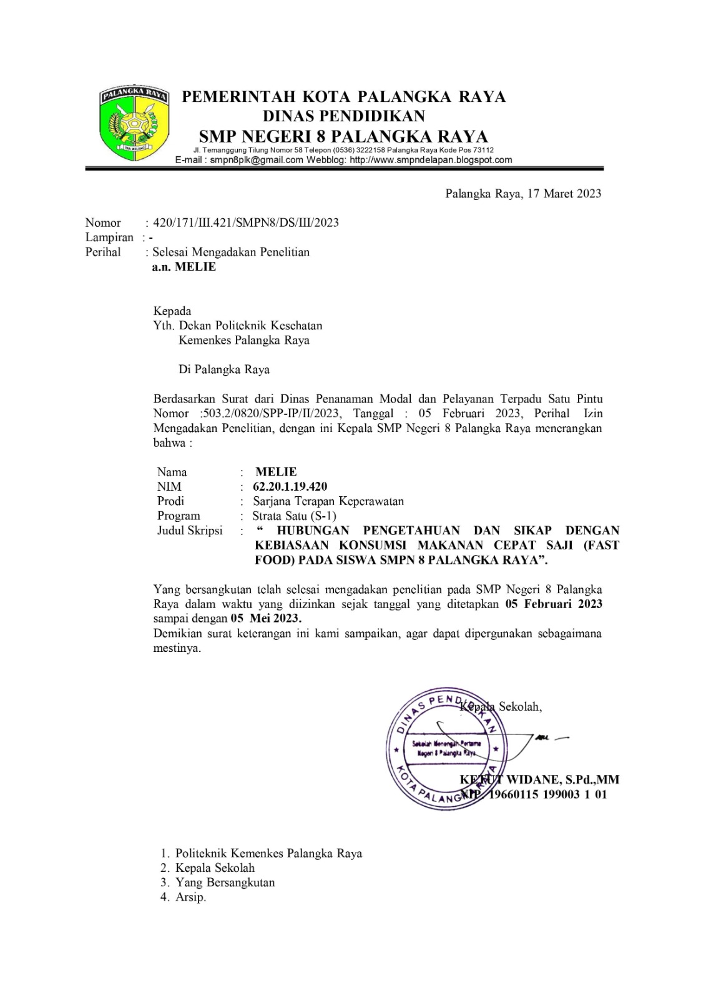 PALANGKA RAYA
PEMERINTAH KOTA PALANGKA RAYA
DINAS PENDIDIKAN
SMP NEGERI 8 PALANGKA RAYA
Jl. Temanggung Tilung Nomor 58 Telepon (0536) 3222158 Palangka Raya Kode Pos 73112
E-mail : smpn8plk@gmail.com Webblog: http://www.smpndelapan.blogspot.com
Palangka Raya, 17 Maret 2023
Nomor : 420/171/III.421/SMPN8/DS/III/2023
Lampiran : -
Perihal : Selesai Mengadakan Penelitian
a.n. MELIE
Kepada
Yth. Dekan Politeknik Kesehatan
Kemenkes Palangka Raya
Di Palangka Raya
Berdasarkan Surat dari Dinas Penanaman Modal dan Pelayanan Terpadu Satu Pintu
Nomor :503.2/0820/SPP-IP/II/2023, Tanggal : 05 Februari 2023, Perihal Izin
Mengadakan Penelitian, dengan ini Kepala SMP Negeri 8 Palangka Raya menerangkan
bahwa :
Nama : MELIE
NIM : 62.20.1.19.420
Prodi : Sarjana Terapan Keperawatan
Program : Strata Satu (S-1)
Judul Skripsi : “ HUBUNGAN PENGETAHUAN DAN SIKAP DENGAN
KEBIASAAN KONSUMSI MAKANAN CEPAT SAJI (FAST
FOOD) PADA SISWA SMPN 8 PALANGKA RAYA”.
Yang bersangkutan telah selesai mengadakan penelitian pada SMP Negeri 8 Palangka
Raya dalam waktu yang diizinkan sejak tanggal yang ditetapkan 05 Februari 2023
sampai dengan 05 Mei 2023.
Demikian surat keterangan ini kami sampaikan, agar dapat dipergunakan sebagaimana
mestinya.
Kepala Sekolah,
DINAS PENDIDIKAN
Sekolah Menengah Pertama
Negeri 8 Palangka Raya
KOTA PALANGKA RAYA
KETUT WIDANE, S.Pd.,MM
NIP. 19660115 199003 1 01
1. Politeknik Kemenkes Palangka Raya
2. Kepala Sekolah
3. Yang Bersangkutan
4. Arsip.